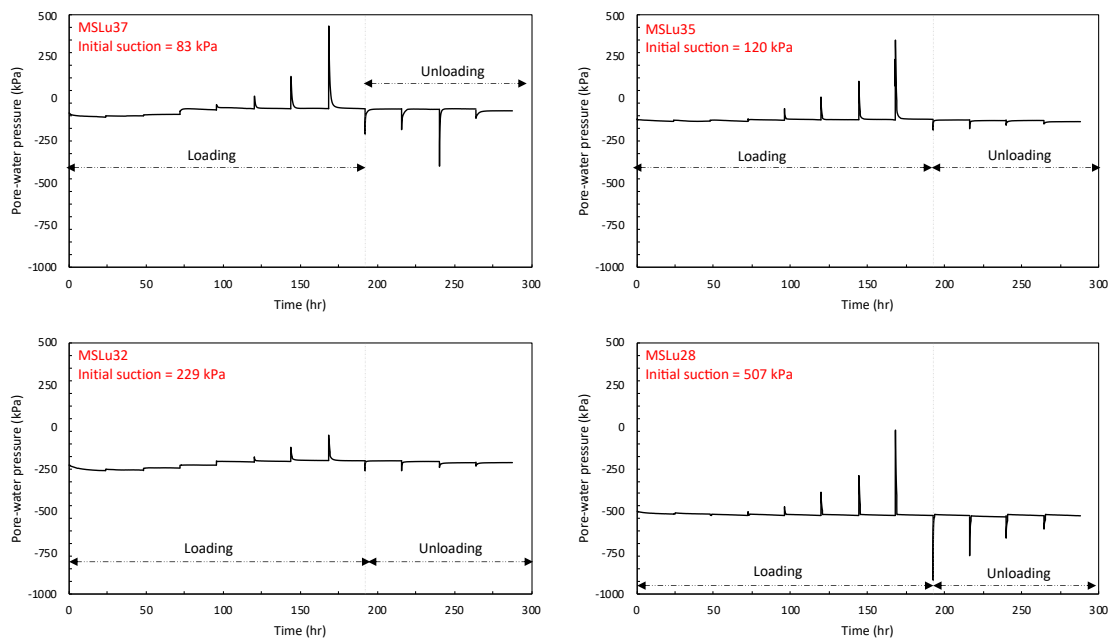 MSLu37
Initial suction = 83 kPa
Unloading
Loading
Pore-water pressure (kPa)
500
250
0
-250
-500
-750
-1000
0
50
100
150
200
250
300
Time (hr)
MSLu35
Initial suction = 120 kPa
Loading
Unloading
Pore-water pressure (kPa)
500
250
0
-250
-500
-750
-1000
0
50
100
150
200
250
300
Time (hr)
MSLu32
Initial suction = 229 kPa
Loading
Unloading
Pore-water pressure (kPa)
500
250
0
-250
-500
-750
-1000
0
50
100
150
200
250
300
Time (hr)
MSLu28
Initial suction = 507 kPa
Loading
Unloading
Pore-water pressure (kPa)
500
250
0
-250
-500
-750
-1000
0
50
100
150
200
250
300
Time (hr)